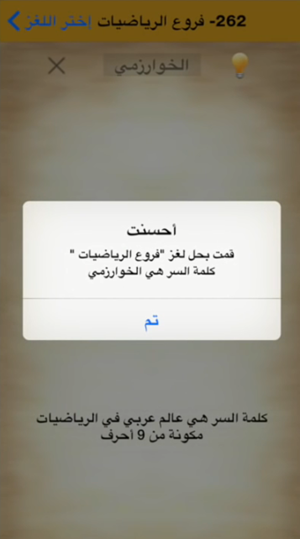 262- فروع الرياضيات إختر اللغز
الخوارزمي
أحسنت
قمت بحل لغز "فروع الرياضيات "
كلمة السر هي الخوارزمي
تم
كلمة السر هي عالم عربي في الرياضيات
مكونة من 9 أحرف